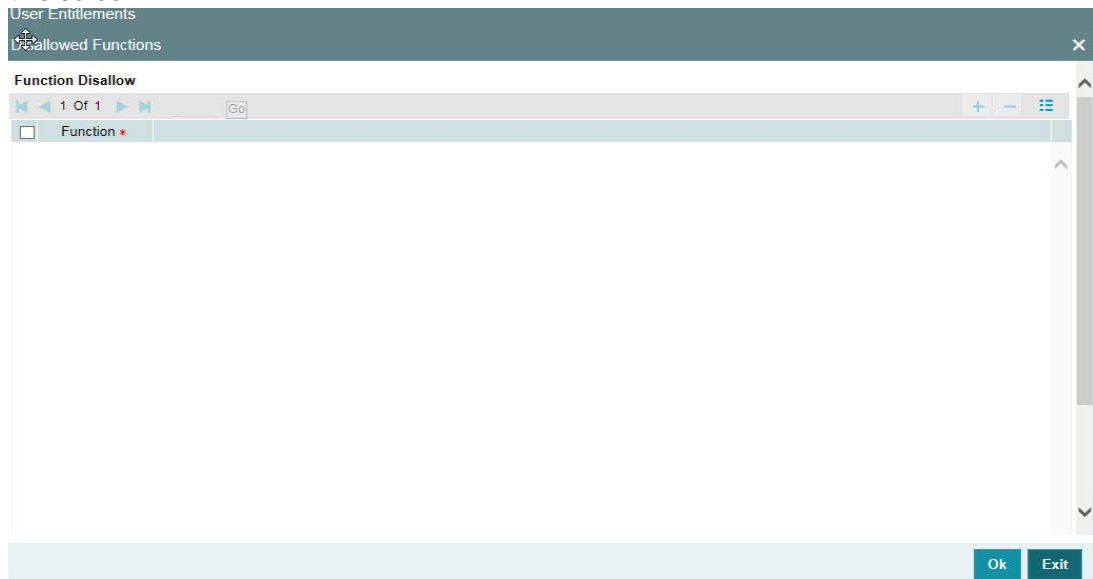 User Entitlements
Disallowed Functions
Function Disallow
1 Of 1 Go
Function *
Ok Exit